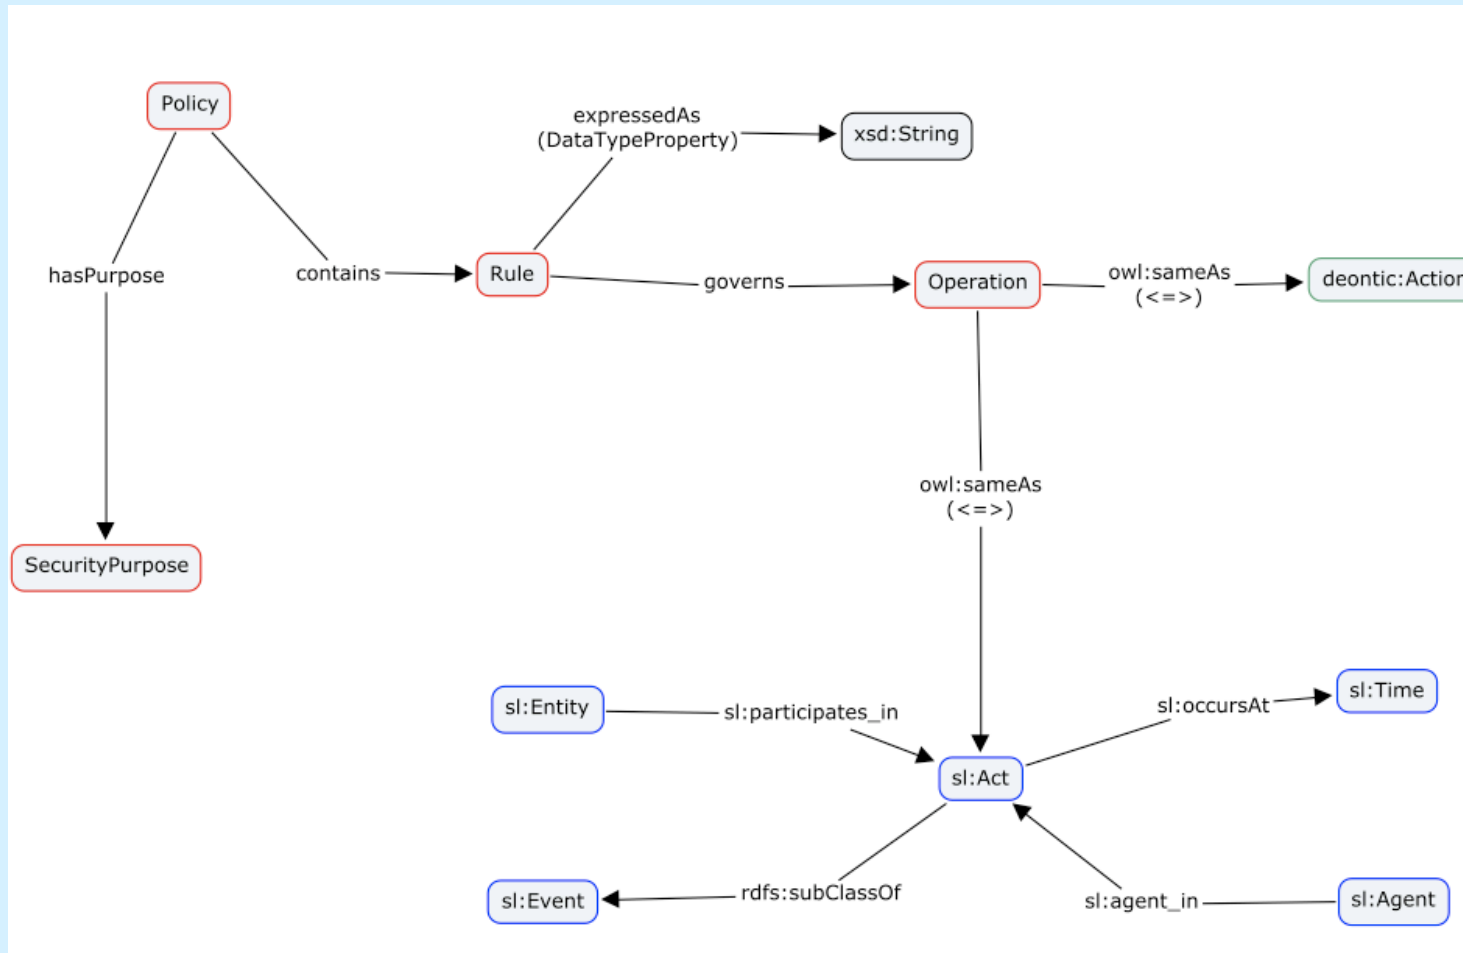 Policy
expressedAs
(DataTypeProperty)
xsd:String
hasPurpose
contains
Rule
governs
Operation
owl:sameAs
(<=>)
deontic:Action
owl:sameAs
(<=>)
SecurityPurpose
sl:Entity
sl:participates_in
sl:occursAt
sl:Time
sl:Act
sl:Event
rdfs:subClassOf
sl:agent_in
sl:Agent